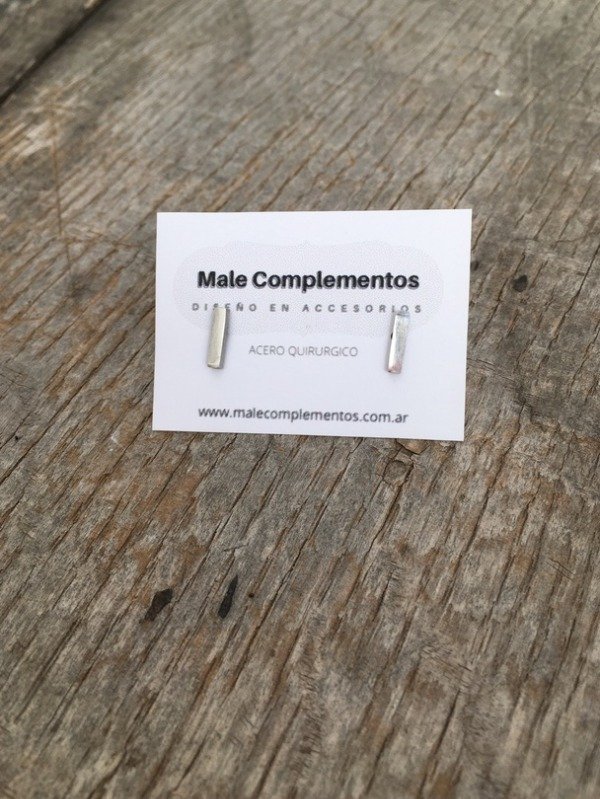 Male Complementos
DISEÑO EN ACCESORIOS
ACERO QUIRURGICO
www.malecomplementos.com.ar